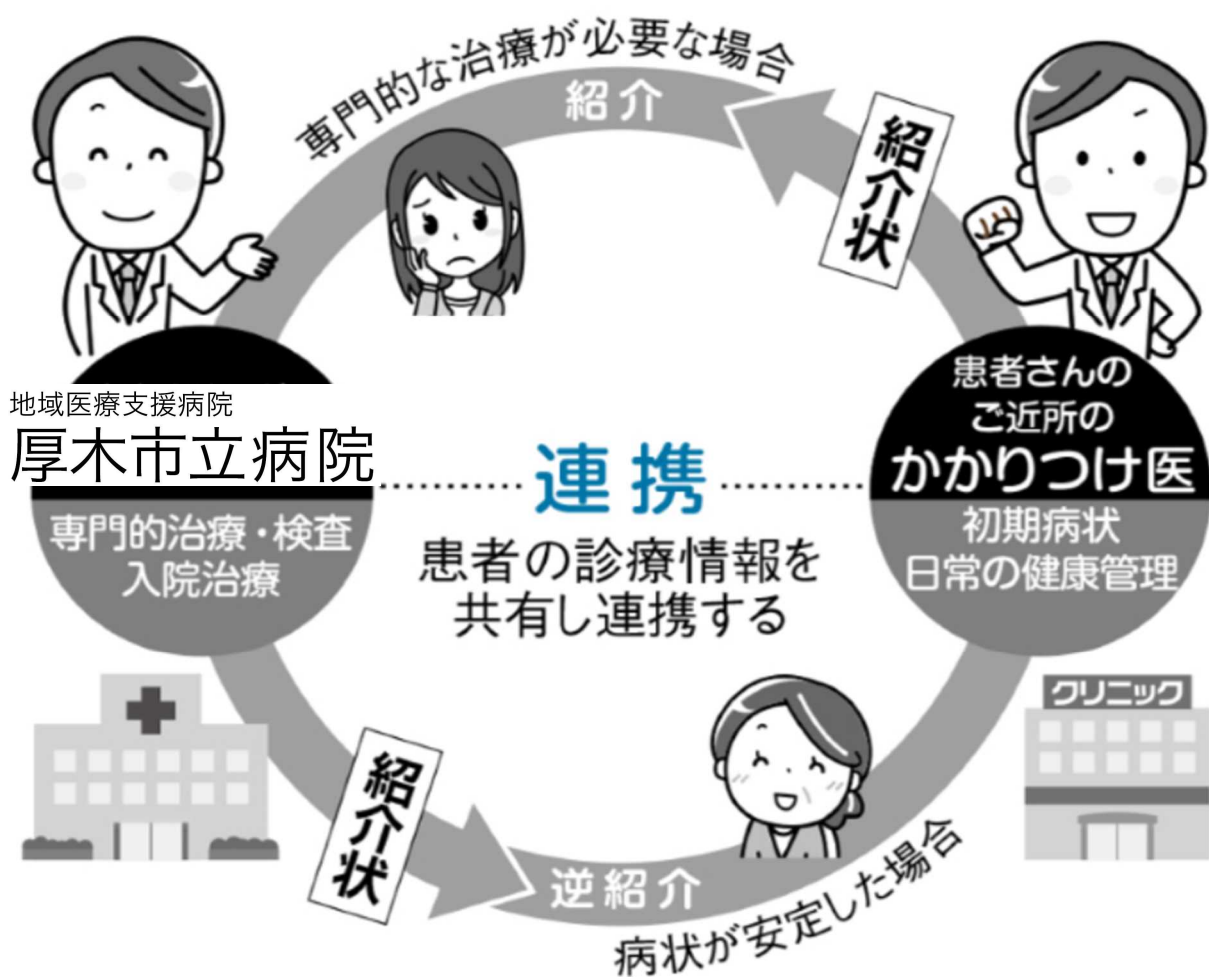 専門的な治療が必要な場合
紹介
紹介状
地域医療支援病院
厚木市立病院
専門的治療・検査
入院治療
連携
患者の診療情報を
共有し連携する
患者さんの
ご近所の
かかりつけ医
初期病状
日常の健康管理
クリニック
紹介状
逆紹介
病状が安定した場合